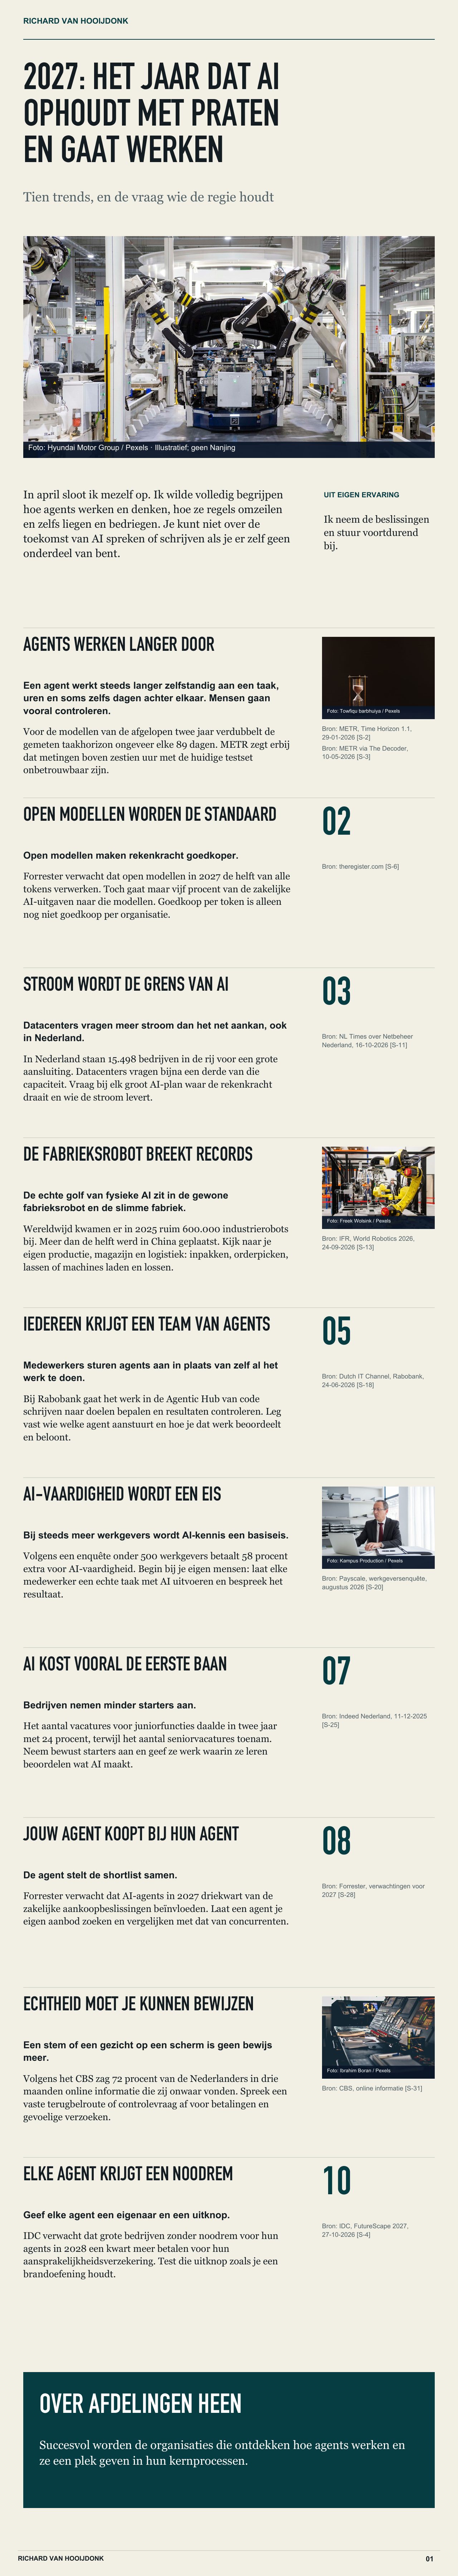 RICHARD VAN HOOIJDONK
2027: HET JAAR DAT AI
OPHOUDT MET PRATEN
EN GAAT WERKEN
Tien trends, en de vraag wie de regie houdt
Foto: Hyundai Motor Group / Pexels · Illustratief; geen Nanjing
In april sloot ik mezelf op. Ik wilde volledig begrijpen
hoe agents werken en denken, hoe ze regels omzeilen
en zelfs liegen en bedriegen. Je kunt niet over de
toekomst van AI spreken of schrijven als je er zelf geen
onderdeel van bent.
UIT EIGEN ERVARING
Ik neem de beslissingen
en stuur voortdurend
bij.
AGENTS WERKEN LANGER DOOR
Een agent werkt steeds langer zelfstandig aan een taak,
uren en soms zelfs dagen achter elkaar. Mensen gaan
vooral controleren.
Voor de modellen van de afgelopen twee jaar verdubbelt de
gemeten taakhorizon ongeveer elke 89 dagen. METR zegt erbij
dat metingen boven zestien uur met de huidige testset
onbetrouwbaar zijn.
Foto: Towfiqu barbhuiya / Pexels
Bron: METR, Time Horizon 1.1,
29-01-2026 [S-2]
Bron: METR via The Decoder,
10-05-2026 [S-3]
OPEN MODELLEN WORDEN DE STANDAARD
Open modellen maken rekenkracht goedkoper.
Forrester verwacht dat open modellen in 2027 de helft van alle
tokens verwerken. Toch gaat maar vijf procent van de zakelijke
AI-uitgaven naar die modellen. Goedkoop per token is alleen
nog niet goedkoop per organisatie.
02
Bron: theregister.com [S-6]
STROOM WORDT DE GRENS VAN AI
Datacenters vragen meer stroom dan het net aankan, ook
in Nederland.
In Nederland staan 15.498 bedrijven in de rij voor een grote
aansluiting. Datacenters vragen bijna een derde van die
capaciteit. Vraag bij elk groot AI-plan waar de rekenkracht
draait en wie de stroom levert.
03
Bron: NL Times over Netbeheer
Nederland, 16-10-2026 [S-11]
DE FABRIEKSROBOT BREEKT RECORDS
De echte golf van fysieke AI zit in de gewone
fabrieksrobot en de slimme fabriek.
Wereldwijd kwamen er in 2025 ruim 600.000 industrierobots
bij. Meer dan de helft werd in China geplaatst. Kijk naar je
eigen productie, magazijn en logistiek: inpakken, orderpicken,
lassen of machines laden en lossen.
Foto: Freek Wolsink / Pexels
Bron: IFR, World Robotics 2026,
24-09-2026 [S-13]
IEDEREEN KRIJGT EEN TEAM VAN AGENTS
Medewerkers sturen agents aan in plaats van zelf al het
werk te doen.
Bij Rabobank gaat het werk in de Agentic Hub van code
schrijven naar doelen bepalen en resultaten controleren. Leg
vast wie welke agent aanstuurt en hoe je dat werk beoordeelt
en beloont.
05
Bron: Dutch IT Channel, Rabobank,
24-06-2026 [S-18]
AI-VAARDIGHEID WORDT EEN EIS
Bij steeds meer werkgevers wordt AI-kennis een basiseis.
Volgens een enquête onder 500 werkgevers betaalt 58 procent
extra voor AI-vaardigheid. Begin bij je eigen mensen: laat elke
medewerker een echte taak met AI uitvoeren en bespreek het
resultaat.
Foto: Kampus Production / Pexels
Bron: Payscale, werkgeversenquête,
augustus 2026 [S-20]
AI KOST VOORAL DE EERSTE BAAN
Bedrijven nemen minder starters aan.
Het aantal vacatures voor juniorfuncties daalde in twee jaar
met 24 procent, terwijl het aantal seniorvacatures toenam.
Neem bewust starters aan en geef ze werk waarin ze leren
beoordelen wat AI maakt.
07
Bron: Indeed Nederland, 11-12-2025
[S-25]
JOUW AGENT KOOPT BIJ HUN AGENT
De agent stelt de shortlist samen.
Forrester verwacht dat AI-agents in 2027 driekwart van de
zakelijke aankoopbeslissingen beïnvloeden. Laat een agent je
eigen aanbod zoeken en vergelijken met dat van concurrenten.
08
Bron: Forrester, verwachtingen voor
2027 [S-28]
ECHTHEID MOET JE KUNNEN BEWIJZEN
Een stem of een gezicht op een scherm is geen bewijs
meer.
Volgens het CBS zag 72 procent van de Nederlanders in drie
maanden online informatie die zij onwaar vonden. Spreek een
vaste terugbelroute of controlevraag af voor betalingen en
gevoelige verzoeken.
Foto: Ibrahim Boran / Pexels
Bron: CBS, online informatie [S-31]
ELKE AGENT KRIJGT EEN NOODREM
Geef elke agent een eigenaar en een uitknop.
IDC verwacht dat grote bedrijven zonder noodrem voor hun
agents in 2028 een kwart meer betalen voor hun
aansprakelijkheidsverzekering. Test die uitknop zoals je een
brandoefening houdt.
10
Bron: IDC, FutureScape 2027,
27-10-2026 [S-4]
OVER AFDELINGEN HEEN
Succesvol worden de organisaties die ontdekken hoe agents werken en
ze een plek geven in hun kernprocessen.
RICHARD VAN HOOIJDONK
01